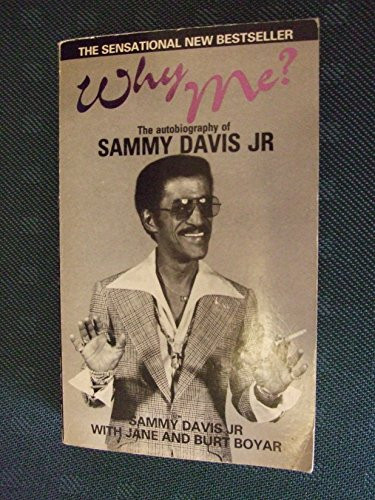 THE SENSATIONAL NEW BESTSELLER
Why Me?
The autobiography of
SAMMY DAVIS JR
SAMMY DAVIS JR
WITH JANE AND BURT BOYAR